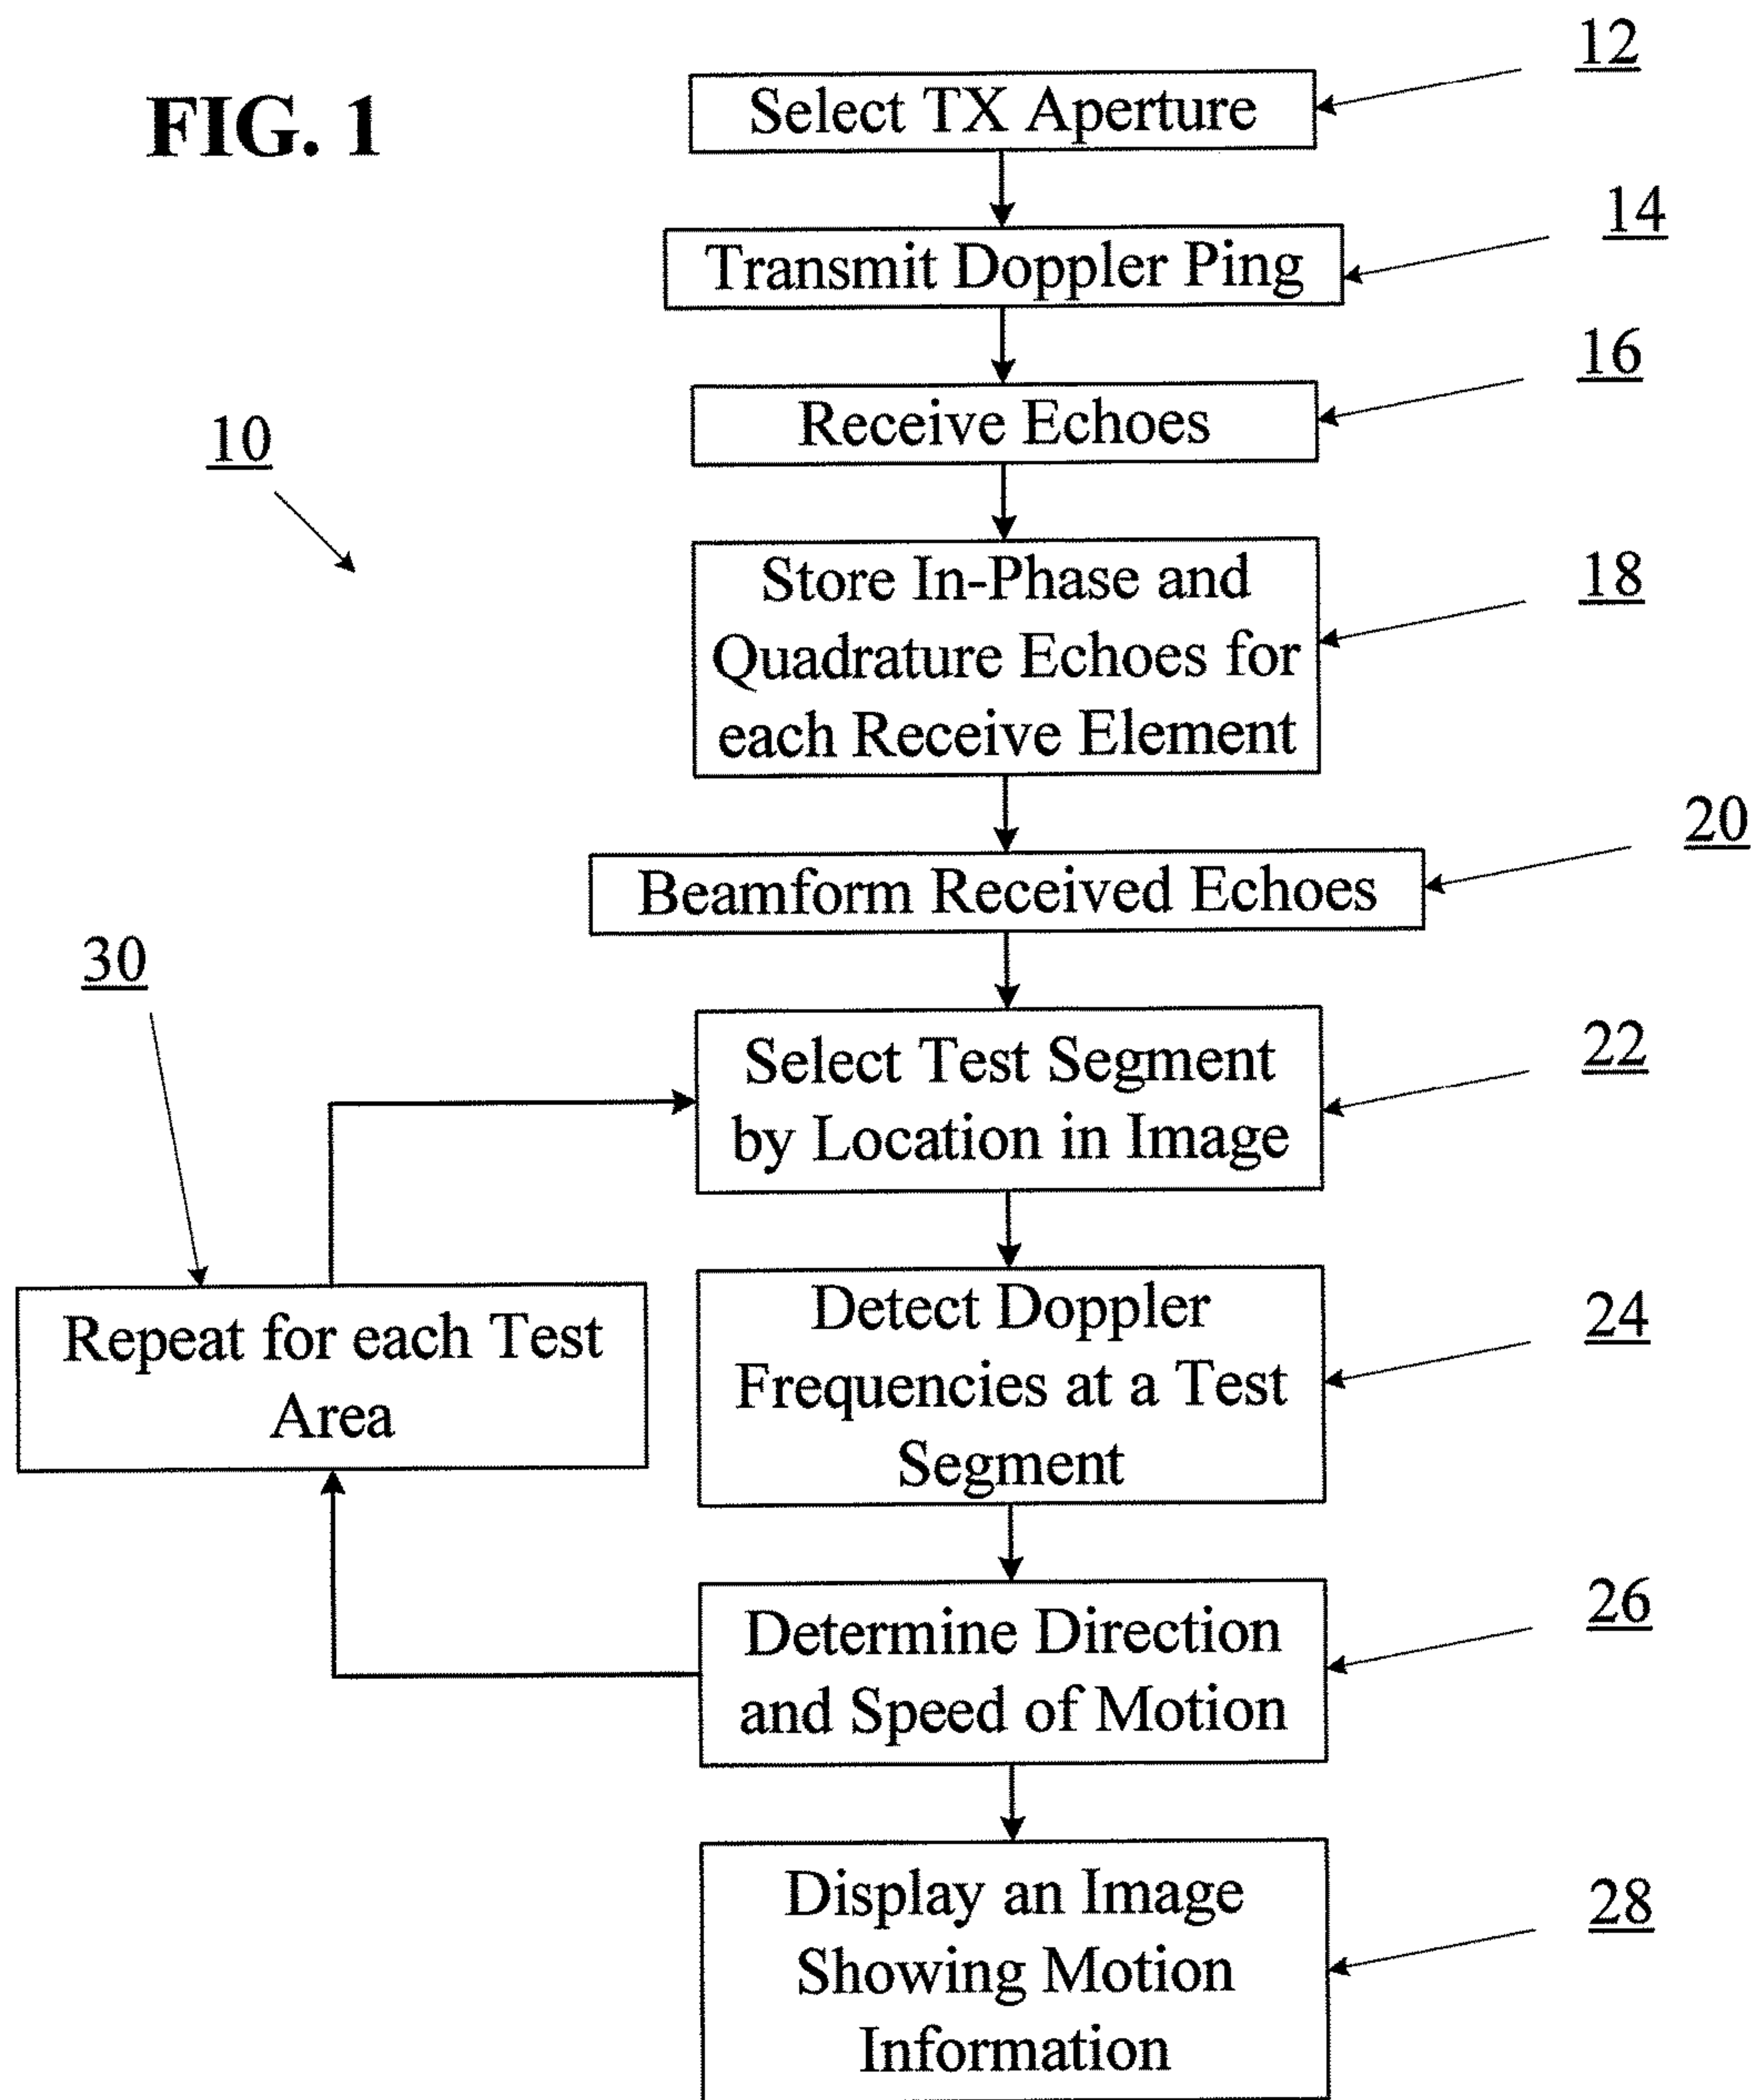 FIG. 1
12
Select TX Aperture
14
Transmit Doppler Ping
16
Receive Echoes
10
18
Store In-Phase and
Quadrature Echoes for
each Receive Element
20
Beamform Received Echoes
30
22
Select Test Segment
by Location in Image
24
Detect Doppler
Frequencies at a Test
Segment
Repeat for each Test
Area
26
Determine Direction
and Speed of Motion
28
Display an Image
Showing Motion
Information